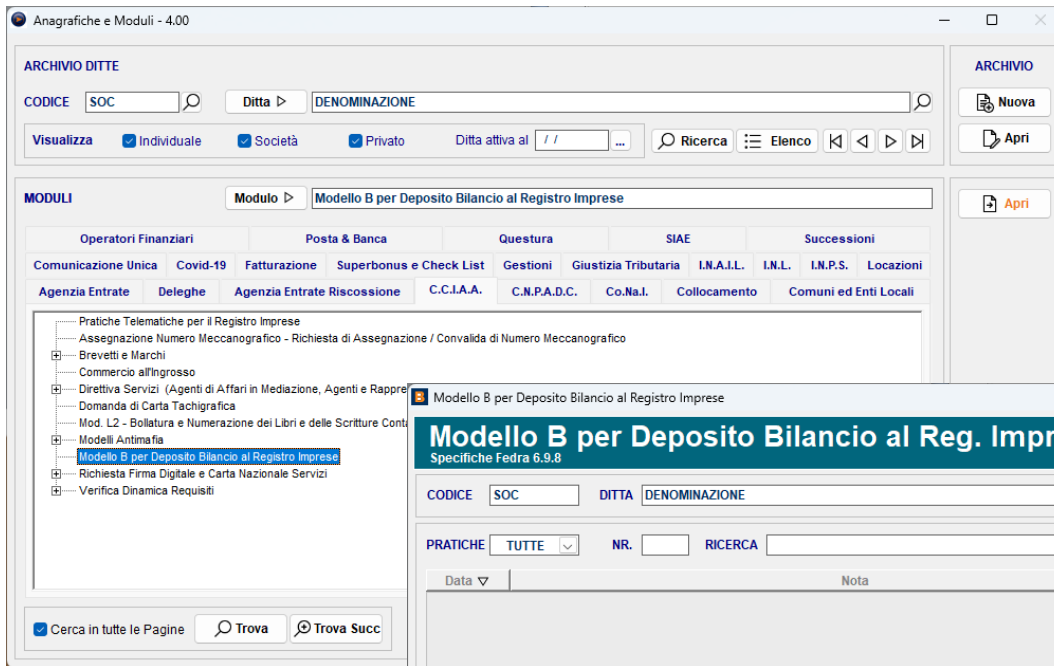 Anagrafiche e Moduli - 4.00
ARCHIVIO DITTE
ARCHIVIO
CODICE SOC Ditta DENOMINAZIONE
Nuova
Visualizza Individuale Società Privato Ditta attiva al / / ... Ricerca Elenco
Apri
MODULI Modulo Modello B per Deposito Bilancio al Registro Imprese
Apri
Operatori Finanziari Posta & Banca Questura SIAE Successioni
Comunicazione Unica Covid-19 Fatturazione Superbonus e Check List Gestioni Giustizia Tributaria I.N.A.I.L. I.N.L. I.N.P.S. Locazioni
Agenzia Entrate Deleghe Agenzia Entrate Riscossione C.C.I.A.A. C.N.P.A.D.C. Co.Na.I. Collocamento Comuni ed Enti Locali
Pratiche Telematiche per il Registro Imprese
Assegnazione Numero Meccanografico - Richiesta di Assegnazione / Convalida di Numero Meccanografico
Brevetti e Marchi
Commercio all'Ingrosso
Direttiva Servizi (Agenti di Affari in Mediazione, Agenti e Rappre
Domanda di Carta Tachigrafica
Mod. L2 - Bollatura e Numerazione dei Libri e delle Scritture Conta
Modelli Antimafia
Modello B per Deposito Bilancio al Registro Imprese
Richiesta Firma Digitale e Carta Nazionale Servizi
Verifica Dinamica Requisiti
Cerca in tutte le Pagine Trova Trova Succ
B Modello B per Deposito Bilancio al Registro Imprese
Modello B per Deposito Bilancio al Reg. Impr
Specifiche Fedra 6.9.8
CODICE SOC DITTA DENOMINAZIONE
PRATICHE TUTTE NR. RICERCA
Data Nota